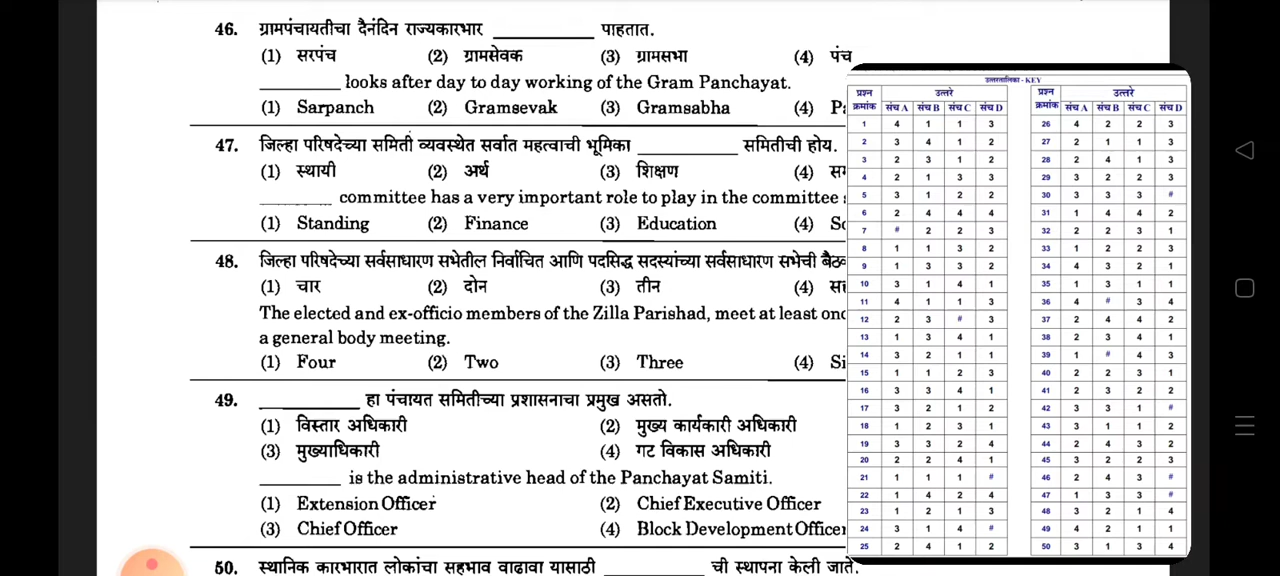 46. ग्रामपंचायतीचा दैनंदिन राज्यकारभार __________ पाहतात.
(1) सरपंच (2) ग्रामसेवक (3) ग्रामसभा (4) पंच
________ looks after day to day working of the Gram Panchayat.
(1) Sarpanch (2) Gramsevak (3) Gramsabha (4)
47. जिल्हा परिषदेच्या समिती व्यवस्थेत सर्वात महत्वाची भूमिका __________ समितीची होय.
(1) स्थायी (2) अर्थ (3) शिक्षण (4)
_______ committee has a very important role to play in the committee
(1) Standing (2) Finance (3) Education (4)
48. जिल्हा परिषदेच्या सर्वसाधारण सभेतील निर्वाचित आणि पदसिद्ध सदस्यांच्या सर्वसाधारण सभेची
(1) चार (2) दोन (3) तीन (4)
The elected and ex-officio members of the Zilla Parishad, meet at least
a general body meeting.
(1) Four (2) Two (3) Three (4)
49. __________ हा पंचायत समितीच्या प्रशासनाचा प्रमुख असतो.
(1) विस्तार अधिकारी (2) मुख्य कार्यकारी अधिकारी
(3) मुख्याधिकारी (4) गट विकास अधिकारी
________ is the administrative head of the Panchayat Samiti.
(1) Extension Officer (2) Chief Executive Officer
(3) Chief Officer (4) Block Development Officer
50. स्थानिक कारभारात लोकांचा सहभाव वाढावा यासाठी __________ ची स्थापना केली जाते.
उत्तरतालिका - KEY
प्रश्न क्रमांक उत्तरे प्रश्न क्रमांक उत्तरे
संच A संच B संच C संच D संच A संच B संच C संच D
1 4 1 1 3 26 4 2 2 3
2 3 4 1 2 27 2 1 1 3
3 2 3 1 2 28 2 4 1 3
4 2 1 3 3 29 3 2 2 3
5 3 1 2 2 30 3 3 3 #
6 2 4 4 4 31 1 4 4 2
7 # 2 2 3 32 2 2 3 1
8 1 1 3 2 33 1 2 2 3
9 1 3 3 2 34 4 3 2 1
10 3 1 4 1 35 1 3 1 1
11 4 1 1 3 36 4 # 3 4
12 2 3 # 3 37 2 4 4 2
13 1 3 4 1 38 2 3 4 1
14 3 2 1 1 39 1 # 4 3
15 1 1 2 3 40 2 2 3 1
16 3 3 4 1 41 2 3 2 2
17 3 2 1 2 42 3 3 1 #
18 1 2 3 1 43 3 1 1 2
19 3 3 2 4 44 2 4 3 2
20 2 2 4 1 45 3 2 2 3
21 1 1 1 # 46 2 4 3 #
22 1 4 2 4 47 1 3 3 #
23 1 2 1 3 48 3 2 1 4
24 3 1 4 # 49 4 2 1 1
25 2 4 1 2 50 3 1 3 4